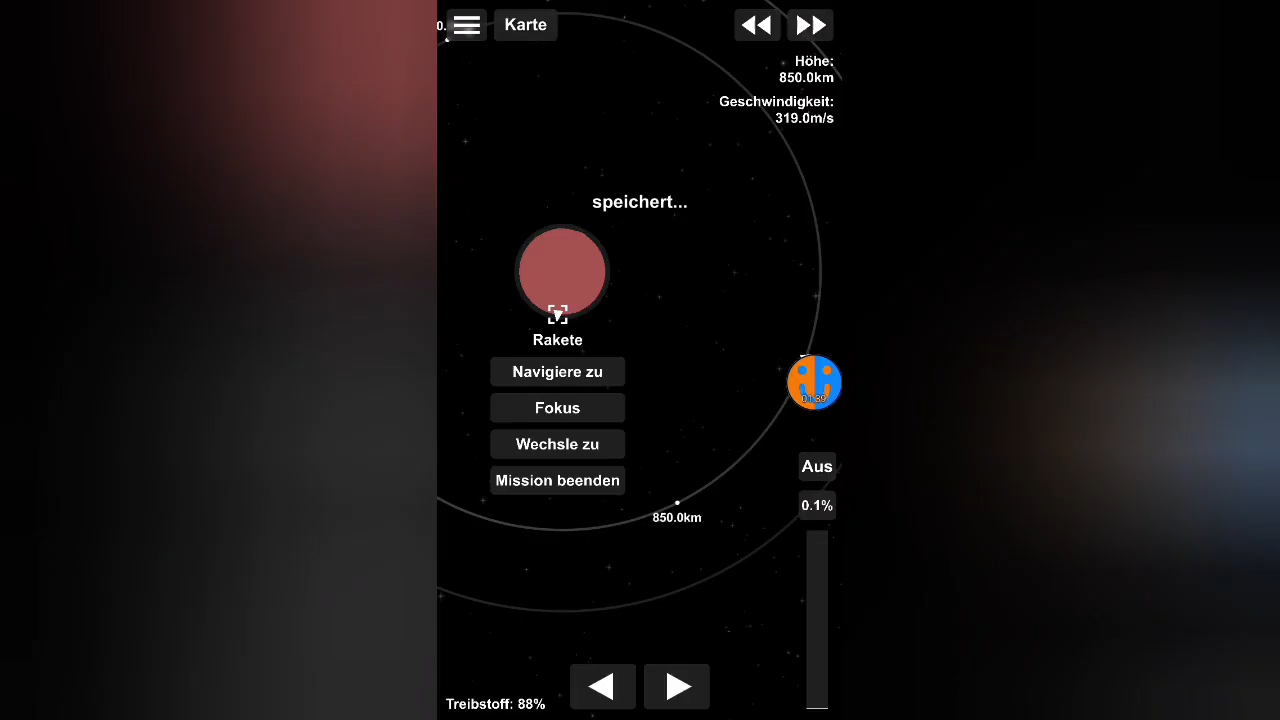 Karte
Höhe:
850.0km
Geschwindigkeit:
319.0m/s
speichert...
Rakete
Navigiere zu
Fokus
Wechsle zu
Mission beenden
Aus
0.1%
850.0km
Treibstoff: 88%